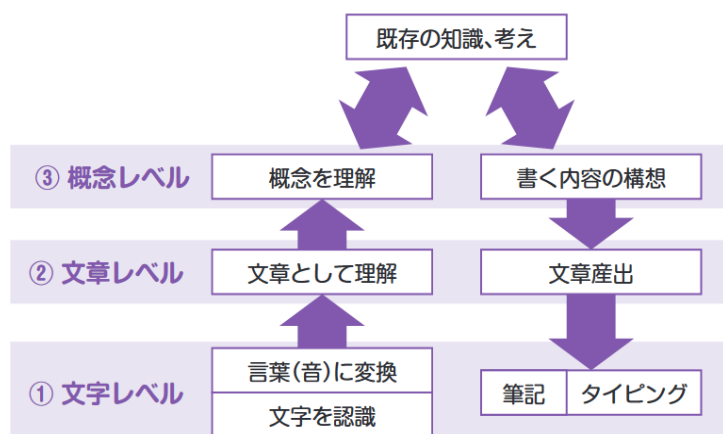 既存の知識、考え
③ 概念レベル
概念を理解
書く内容の構想
② 文章レベル
文章として理解
文章産出
① 文字レベル
言葉(音)に変換
文字を認識
筆記
タイピング